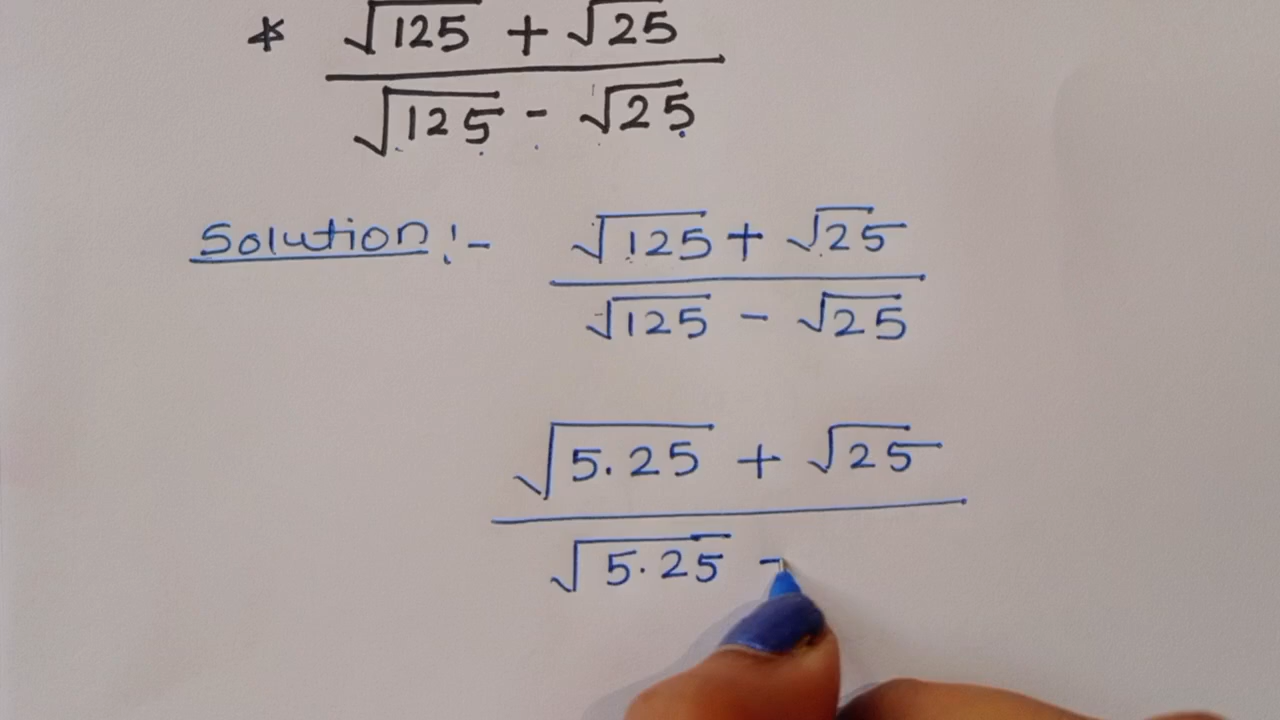 * √125 + √25
√125 - √25
Solution :- √125 + √25
√125 - √25
√5.25 + √25
√5.25 -